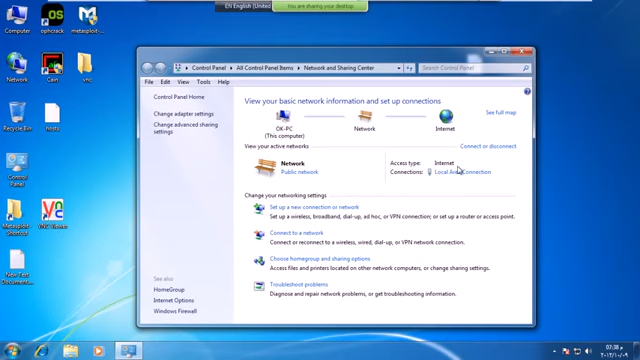 EN English (United
You are sharing your desktop
Computer
ophcrack
metasploit-
Network
Cain
vnc
Recycle Bin
hosts
Control
Panel
Metasploit -
Shortcut
VNC Viewer
New Text
Document...
Control Panel
All Control Panel Items
Network and Sharing Center
Search Control Panel
File Edit View Tools Help
Control Panel Home
Change adapter settings
Change advanced sharing
settings
View your basic network information and set up connections
See full map
OK-PC
(This computer)
Network
Internet
View your active networks
Connect or disconnect
Network
Public network
Access type: Internet
Connections: Local Area Connection
Change your networking settings
Set up a new connection or network
Set up a wireless, broadband, dial-up, ad hoc, or VPN connection; or set up a router or access point.
Connect to a network
Connect or reconnect to a wireless, wired, dial-up, or VPN network connection.
Choose homegroup and sharing options
Access files and printers located on other network computers, or change sharing settings.
Troubleshoot problems
Diagnose and repair network problems, or get troubleshooting information.
See also
HomeGroup
Internet Options
Windows Firewall
07:38 م